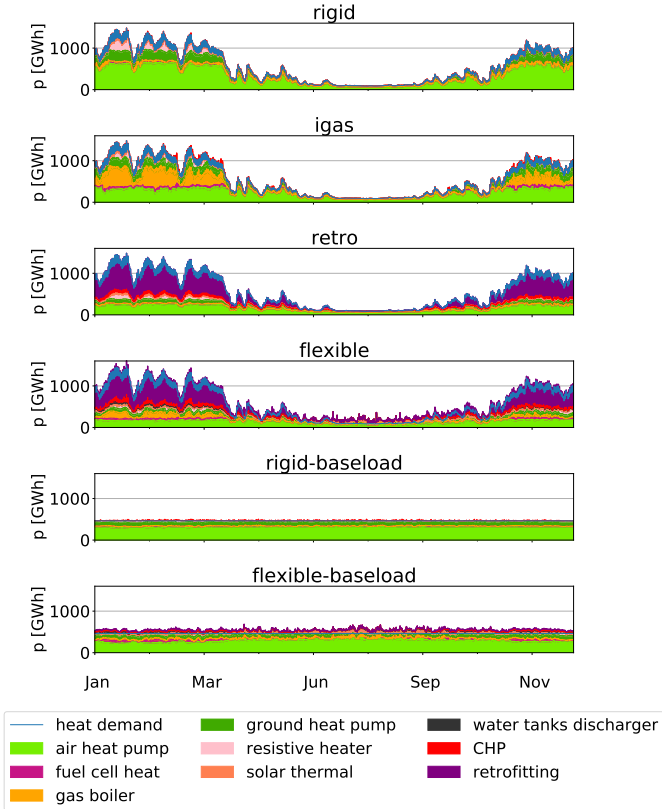 rigid
p [GWh]
1000
0
igas
p [GWh]
1000
0
retro
p [GWh]
1000
0
flexible
p [GWh]
1000
0
rigid-baseload
p [GWh]
1000
0
flexible-baseload
p [GWh]
1000
0
Jan Mar Jun Sep Nov
heat demand ground heat pump water tanks discharger
air heat pump resistive heater CHP
fuel cell heat solar thermal retrofitting
gas boiler